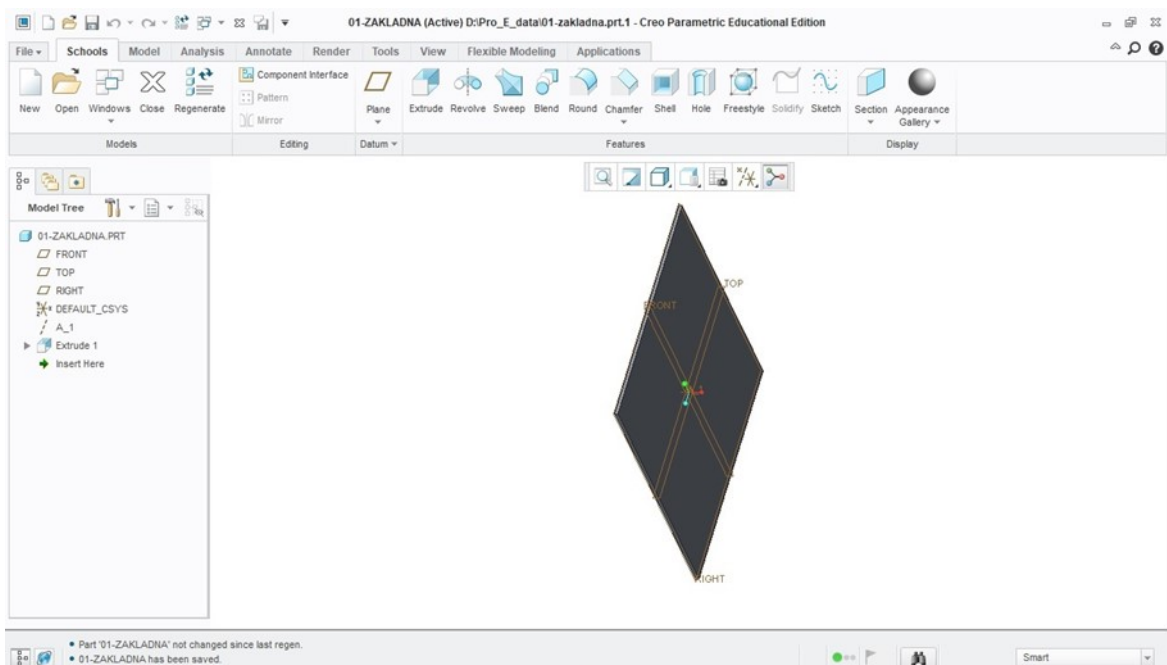 01-ZAKLADNA (Active) D:\Pro_E_data\01-zakladna.prt.1 - Creo Parametric Educational Edition
File Schools Model Analysis Annotate Render Tools View Flexible Modeling Applications
New Open Windows Close Regenerate
Component Interface
Pattern
Mirror
Plane
Extrude Revolve Sweep Blend Round Chamfer Shell Hole Freestyle Solidify Sketch
Section Appearance Gallery
Models Editing Datum Features Display
Model Tree
01-ZAKLADNA.PRT
FRONT
TOP
RIGHT
DEFAULT_CSYS
A_1
Extrude 1
Insert Here
TOP
FRONT
RIGHT
Part '01-ZAKLADNA' not changed since last regen.
01-ZAKLADNA has been saved.
Smart